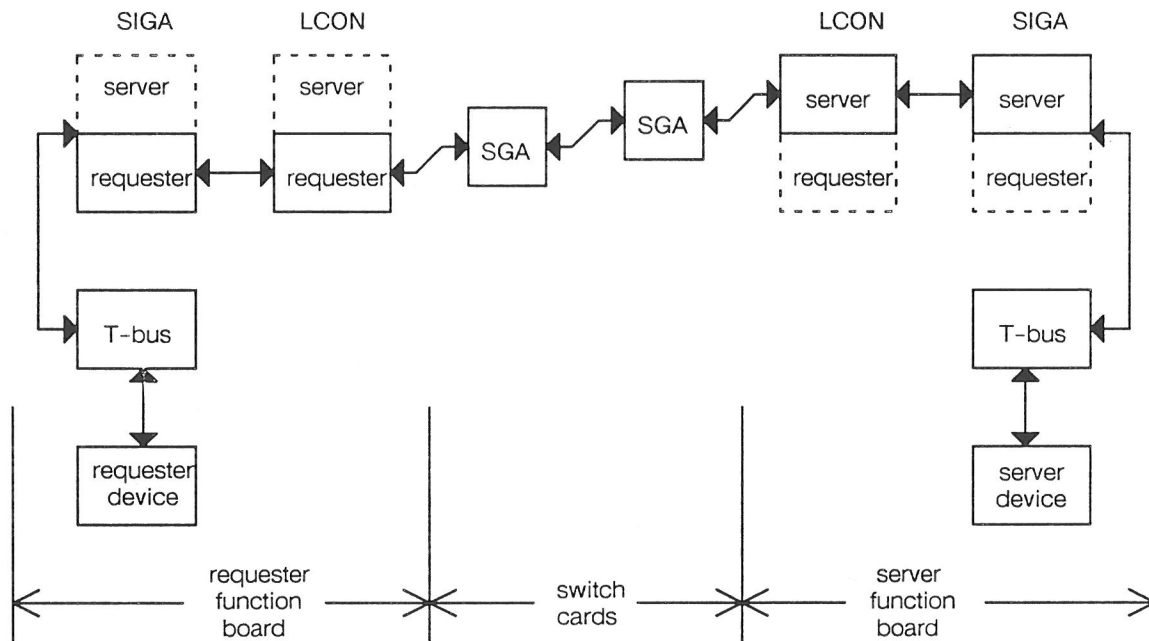 SIGA
LCON
LCON
SIGA
server
server
server
server
SGA
SGA
requester
requester
requester
requester
T-bus
T-bus
requester
device
server
device
requester
function
board
switch
cards
server
function
board